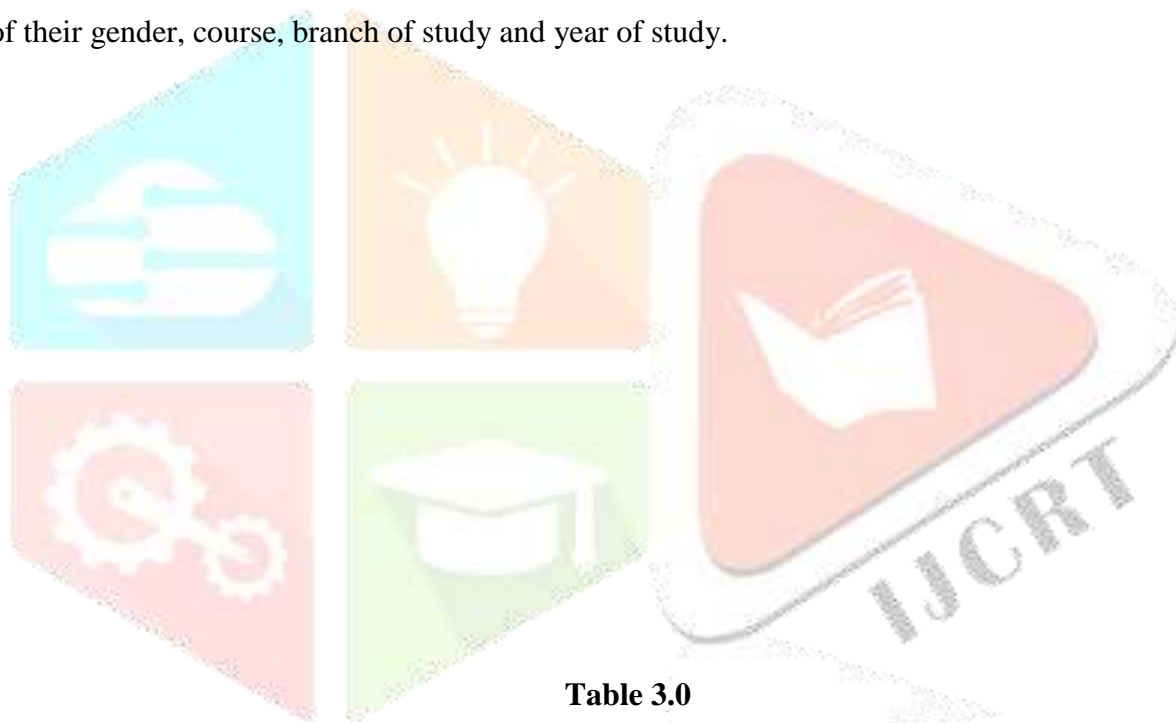 of their gender, course, branch of study and year of study.
IJCRT
Table 3.0